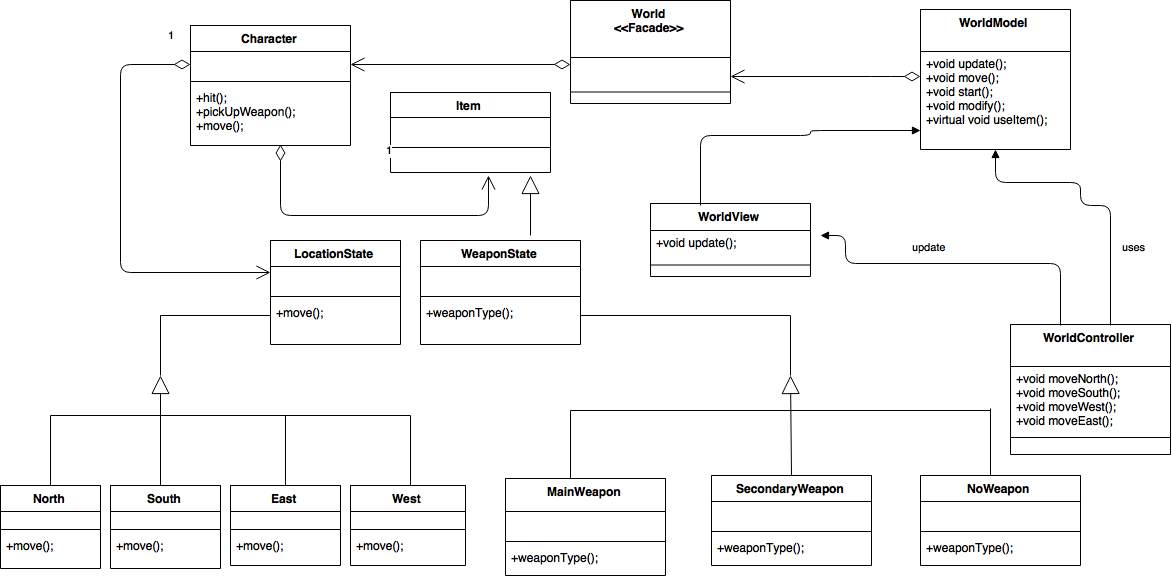 World
<<Facade>>
WorldModel
+void update();
+void move();
+void start();
+void modify();
+virtual void useItem();
1
Character
+hit();
+pickUpWeapon();
+move();
Item
1
WorldView
+void update();
update
uses
LocationState
+move();
WeaponState
+weaponType();
WorldController
+void moveNorth();
+void moveSouth();
+void moveWest();
+void moveEast();
North
+move();
South
+move();
East
+move();
West
+move();
MainWeapon
+weaponType();
SecondaryWeapon
+weaponType();
NoWeapon
+weaponType();